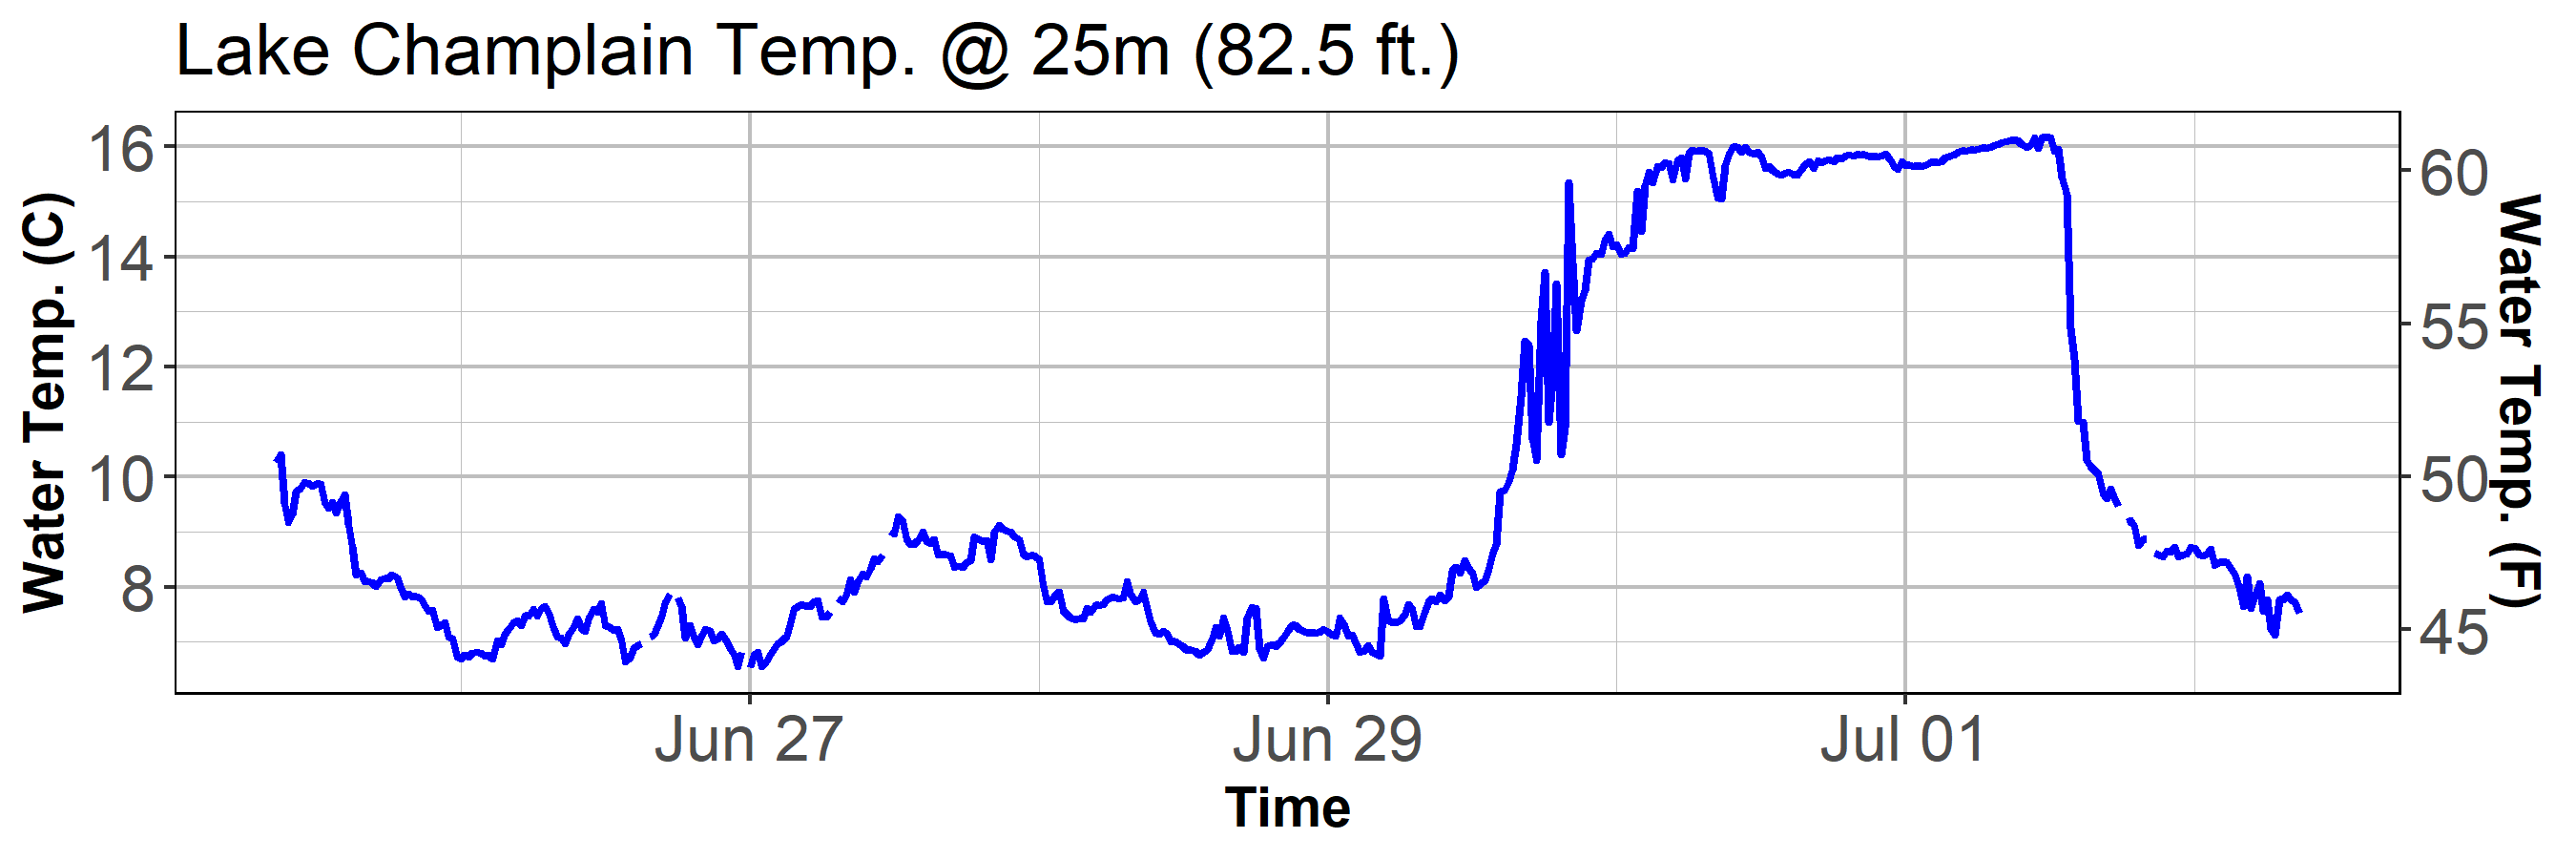 Lake Champlain Temp. @ 25m (82.5 ft.)
Water Temp. (C)
16
14
12
10
8
60
55
50
45
Water Temp. (F)
Jun 27
Jun 29
Jul 01
Time